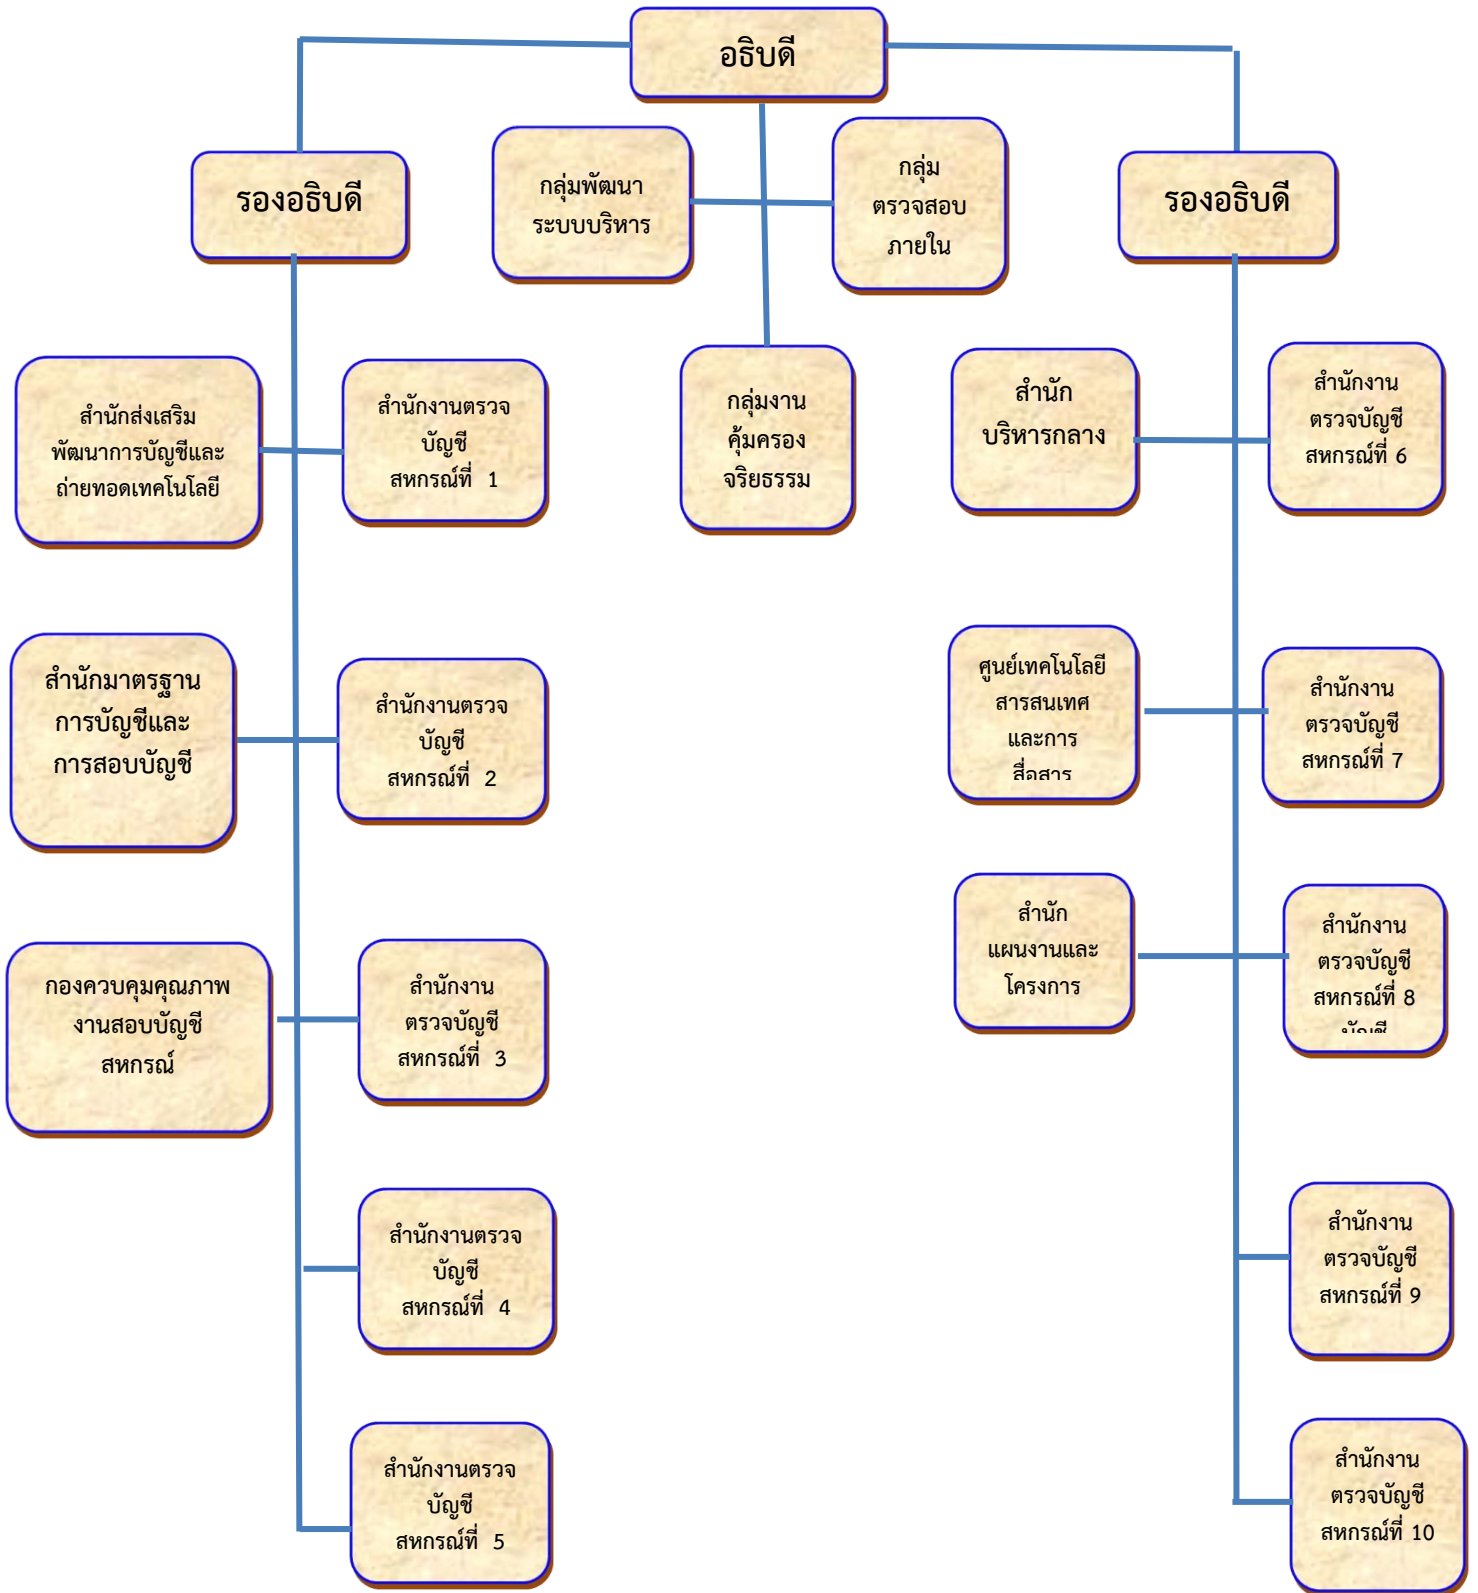 อธิบดี
รองอธิบดี
กลุ่มพัฒนา
ระบบบริหาร
กลุ่ม
ตรวจสอบ
ภายใน
รองอธิบดี
สำนักส่งเสริม
พัฒนาการบัญชีและ
ถ่ายทอดเทคโนโลยี
สำนักงานตรวจ
บัญชี
สหกรณ์ที่ 1
กลุ่มงาน
คุ้มครอง
จริยธรรม
สำนัก
บริหารกลาง
สำนักงาน
ตรวจบัญชี
สหกรณ์ที่ 6
สำนักมาตรฐาน
การบัญชีและ
การสอบบัญชี
สำนักงานตรวจ
บัญชี
สหกรณ์ที่ 2
ศูนย์เทคโนโลยี
สารสนเทศ
และการ
สื่อสาร
สำนักงาน
ตรวจบัญชี
สหกรณ์ที่ 7
กองควบคุมคุณภาพ
งานสอบบัญชี
สหกรณ์
สำนักงาน
ตรวจบัญชี
สหกรณ์ที่ 3
สำนัก
แผนงานและ
โครงการ
สำนักงาน
ตรวจบัญชี
สหกรณ์ที่ 8
บัญชี
สำนักงานตรวจ
บัญชี
สหกรณ์ที่ 4
สำนักงาน
ตรวจบัญชี
สหกรณ์ที่ 9
สำนักงานตรวจ
บัญชี
สหกรณ์ที่ 5
สำนักงาน
ตรวจบัญชี
สหกรณ์ที่ 10